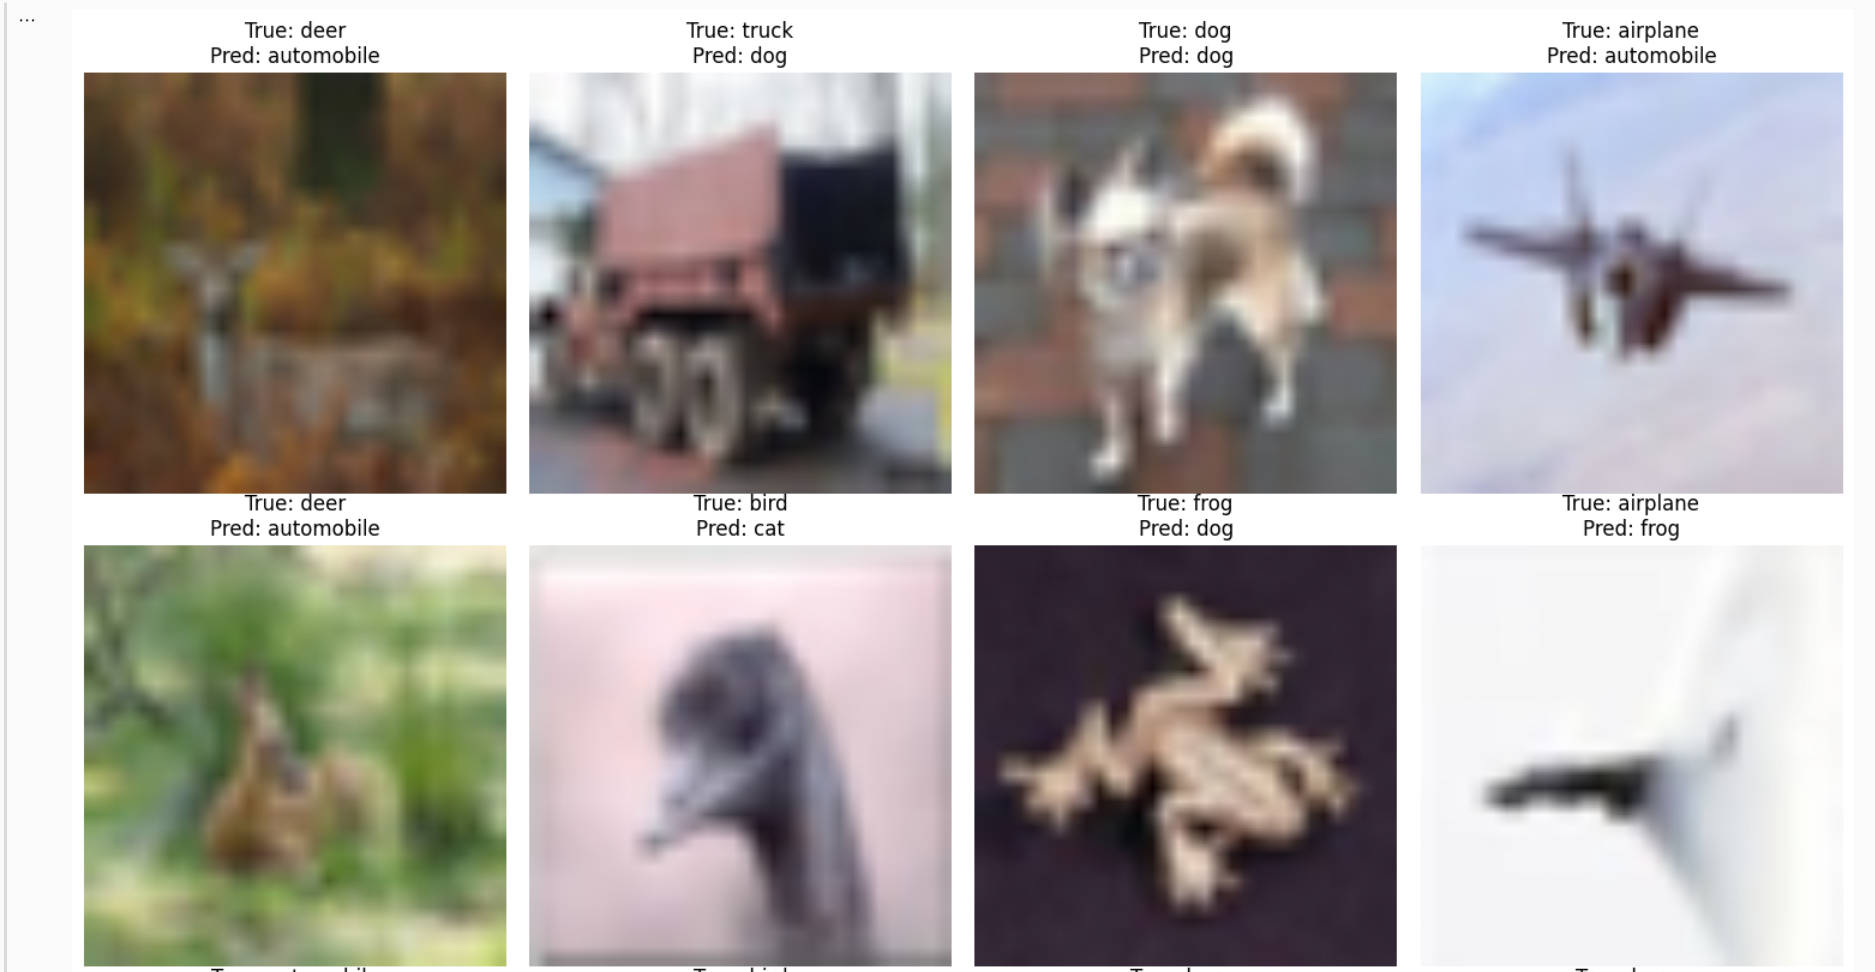 ...
True: deer
Pred: automobile
True: truck
Pred: dog
True: dog
Pred: dog
True: airplane
Pred: automobile
True: deer
Pred: automobile
True: bird
Pred: cat
True: frog
Pred: dog
True: airplane
Pred: frog